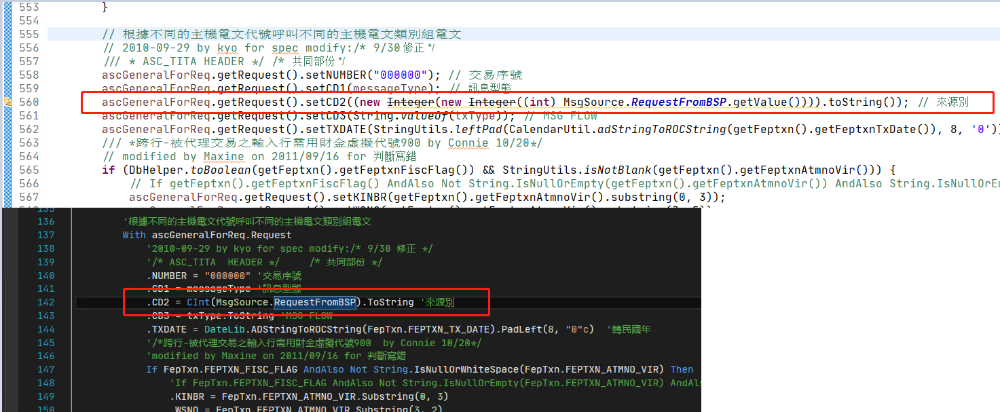 553 }
554
555 // 根據不同的主機電文代號呼叫不同的主機電文類別組電文
556 // 2010-09-29 by kyo for spec modify:/* 9/30修正*/
557 /// * ASC_TITA HEADER */ /* 共同部份*/
558 ascGeneralForReq.getRequest().setNUMBER("000000"); // 交易序號
559 ascGeneralForReq.getRequest().setCD1(messageType); // 訊息型態
560 ascGeneralForReq.getRequest().setCD2((new Integer(new Integer((int) MsgSource.RequestFromBSP.getValue()))).toString()); // 來源別
561 ascGeneralForReq.getRequest().setCD3(String.valueOf(txType)); // MSG FLOW
562 ascGeneralForReq.getRequest().setTXDATE(StringUtils.leftPad(CalendarUtil.adStringToROCString(getFeptxn().getFeptxnTxDate()), 8, '0')
563 /// *跨行-被代理交易之輸入行需用財金虛擬代號900 by Connie 10/20*/
564 // modified by Maxine on 2011/09/16 for 判斷寫錯
565 if (DbHelper.toBoolean(getFeptxn().getFeptxnFiscFlag()) && StringUtils.isNotBlank(getFeptxn().getFeptxnAtmnoVir())) {
566 // If getFeptxn().getFeptxnFiscFlag() AndAlso Not String.IsNullOrEmpty(getFeptxn().getFeptxnAtmnoVir()) AndAlso String.IsNullOrE
567 ascGeneralForReq.getRequest().setKINBR(getFeptxn().getFeptxnAtmnoVir().substring(0, 3));
135
136 '根據不同的主機電文代號呼叫不同的主機電文類別組電文
137 With ascGeneralForReq.Request
138 '2010-09-29 by kyo for spec modify:/* 9/30 修正 */
139 '/* ASC_TITA HEADER */ /* 共同部份 */
140 .NUMBER = "000000" '交易序號
141 .CD1 = messageType '訊息型態
142 .CD2 = CInt(MsgSource.RequestFromBSP).ToString '來源別
143 .CD3 = txType.ToString 'MSG FLOW
144 .TXDATE = DateLib.ADStringToROCString(FepTxn.FEPTXN_TX_DATE).PadLeft(8, "0"c) '轉民國年
145 '/*跨行-被代理交易之輸入行需用財金虛擬代號900 by Connie 10/20*/
146 'modified by Maxine on 2011/09/16 for 判斷寫錯
147 If FepTxn.FEPTXN_FISC_FLAG AndAlso Not String.IsNullOrWhiteSpace(FepTxn.FEPTXN_ATMNO_VIR) Then
148 'If FepTxn.FEPTXN_FISC_FLAG AndAlso Not String.IsNullOrEmpty(FepTxn.FEPTXN_ATMNO_VIR) AndAl
149 .KINBR = FepTxn.FEPTXN_ATMNO_VIR.Substring(0, 3)
150 .WSNO = FepTxn.FEPTXN_ATMNO_VIR.Substring(3, 2)